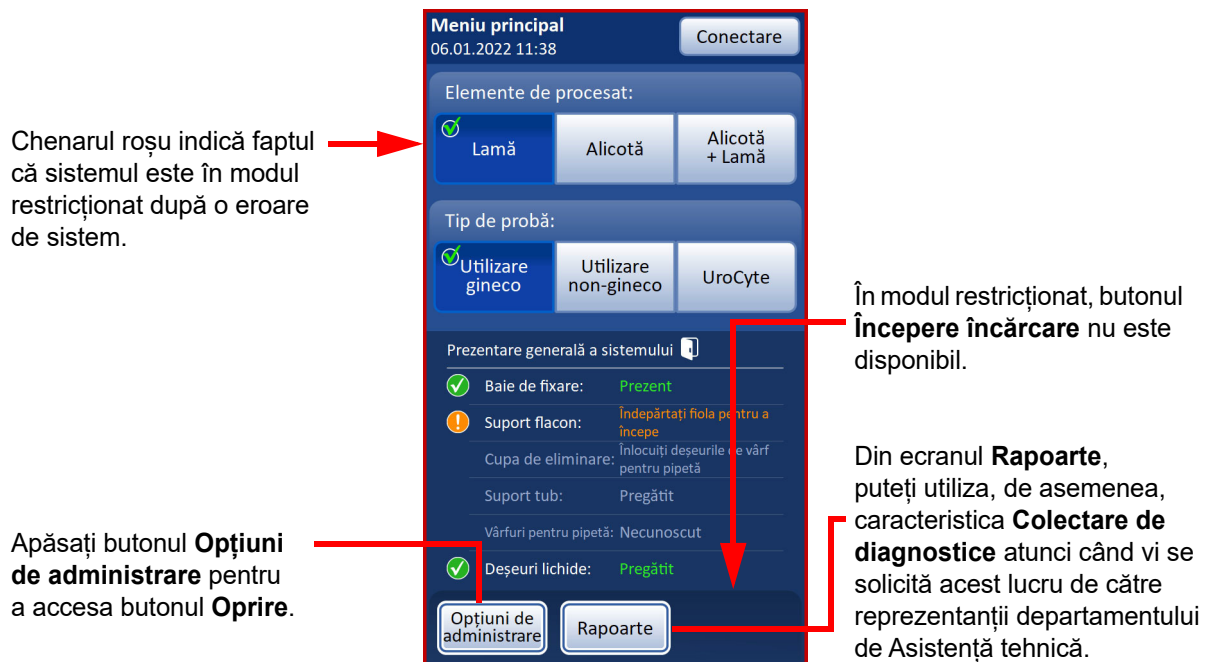 Meniu principal
06.01.2022 11:38
Conectare
Elemente de procesat:
Lamă
Alicotă
Alicotă
+ Lamă
Tip de probă:
Utilizare
gineco
Utilizare
non-gineco
UroCyte
Prezentare generală a sistemului
Baie de fixare: Prezent
Suport flacon: Îndepărtați fiola pentru a
începe
Cupa de eliminare: Înlocuiți deșeurile de vârf
pentru pipetă
Suport tub: Pregătit
Vârfuri pentru pipetă: Necunoscut
Deșeuri lichide: Pregătit
Opțiuni de
administrare
Rapoarte
Chenarul roșu indică faptul
că sistemul este în modul
restricționat după o eroare
de sistem.
Apăsați butonul Opțiuni
de administrare pentru
a accesa butonul Oprire.
În modul restricționat, butonul
Începere încărcare nu este
disponibil.
Din ecranul Rapoarte,
puteți utiliza, de asemenea,
caracteristica Colectare de
diagnostice atunci când vi se
solicită acest lucru de către
reprezentanții departamentului
de Asistență tehnică.